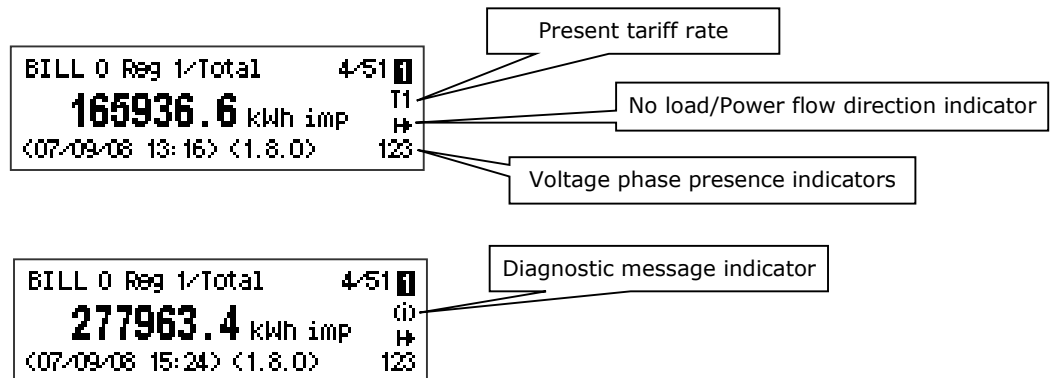 Present tariff rate
BILL 0 Reg 1/Total 4/51 1
165936.6 kWh imp T1
No load/Power flow direction indicator
(07/09/08 13:16) (1.8.0) 123
Voltage phase presence indicators
Diagnostic message indicator
BILL 0 Reg 1/Total 4/51 1
277963.4 kWh imp (i)
(07/09/08 15:24) (1.8.0) 123